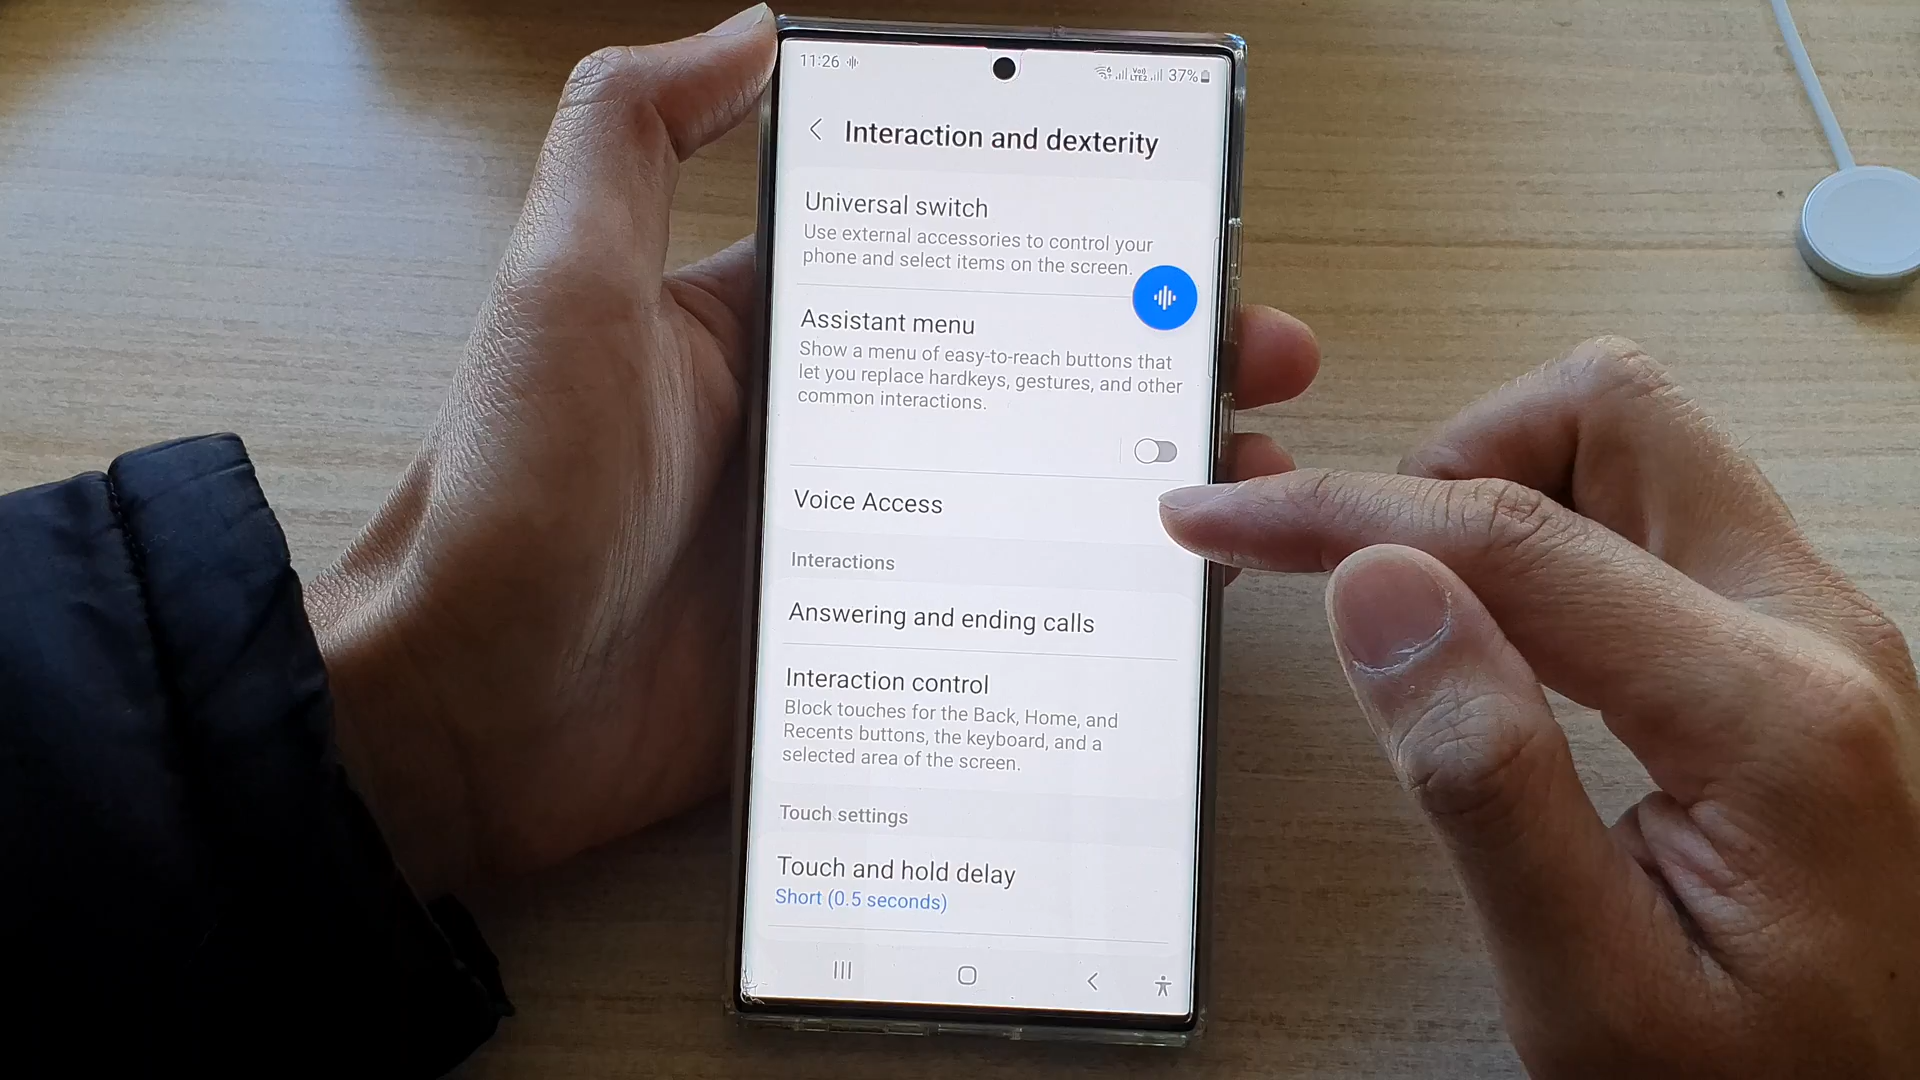 11:26
Vo)) LTE2 37%
Interaction and dexterity
Universal switch
Use external accessories to control your
phone and select items on the screen.
Assistant menu
Show a menu of easy-to-reach buttons that
let you replace hardkeys, gestures, and other
common interactions.
Voice Access
Interactions
Answering and ending calls
Interaction control
Block touches for the Back, Home, and
Recents buttons, the keyboard, and a
selected area of the screen.
Touch settings
Touch and hold delay
Short (0.5 seconds)